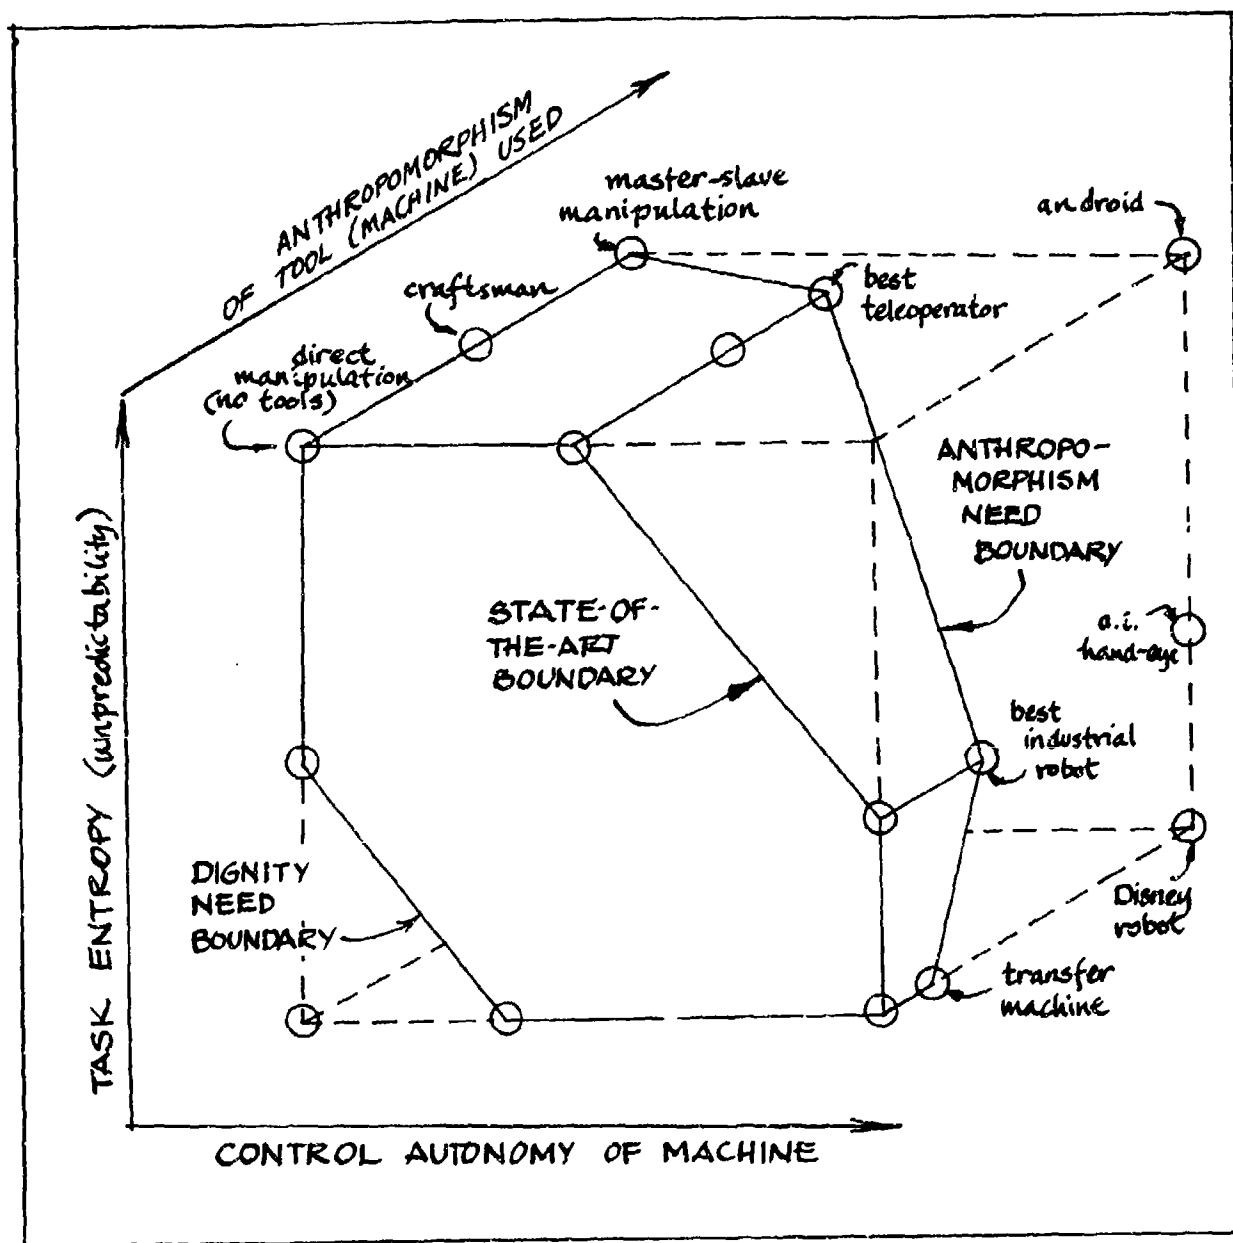 ANTHROPOMORPHISM
OF TOOL (MACHINE) USED
master-slave
manipulation
android
craftsman
best
teleoperator
direct
manipulation
(no tools)
ANTHROPO-
MORPHISM
NEED
BOUNDARY
TASK ENTROPY (unpredictability)
STATE-OF-
THE-ART
BOUNDARY
a.i.
hand-eye
best
industrial
robot
DIGNITY
NEED
BOUNDARY
Disney
robot
transfer
machine
CONTROL AUTONOMY OF MACHINE